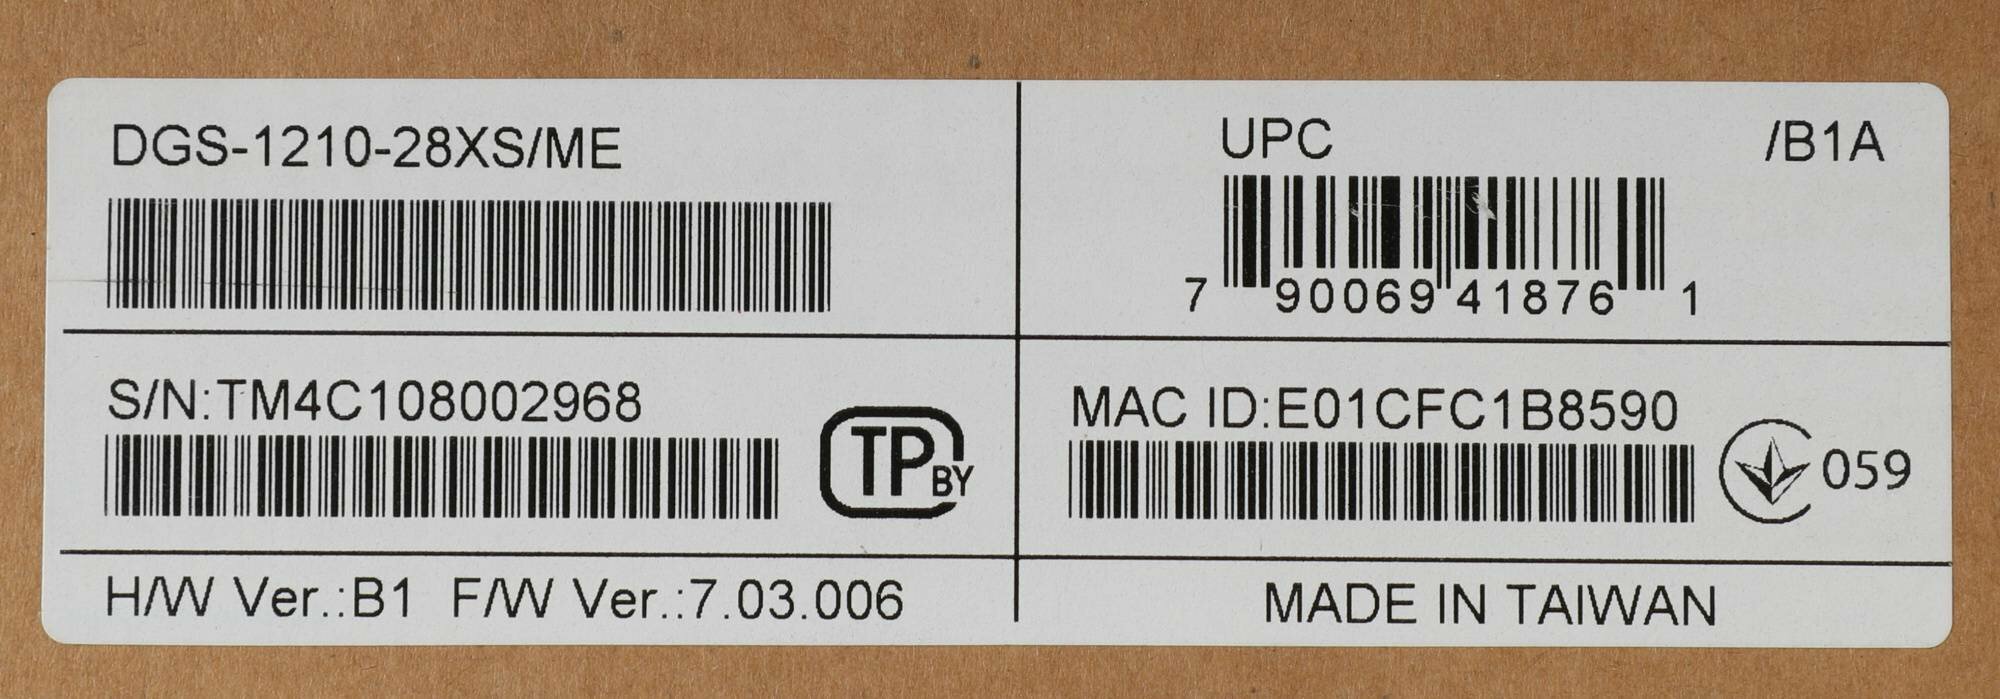 DGS-1210-28XS/ME
UPC /B1A
7 90069 41876 1
S/N:TM4C108002968
TP BY
MAC ID:E01CFC1B8590
059
H/W Ver.:B1 F/W Ver.:7.03.006
MADE IN TAIWAN